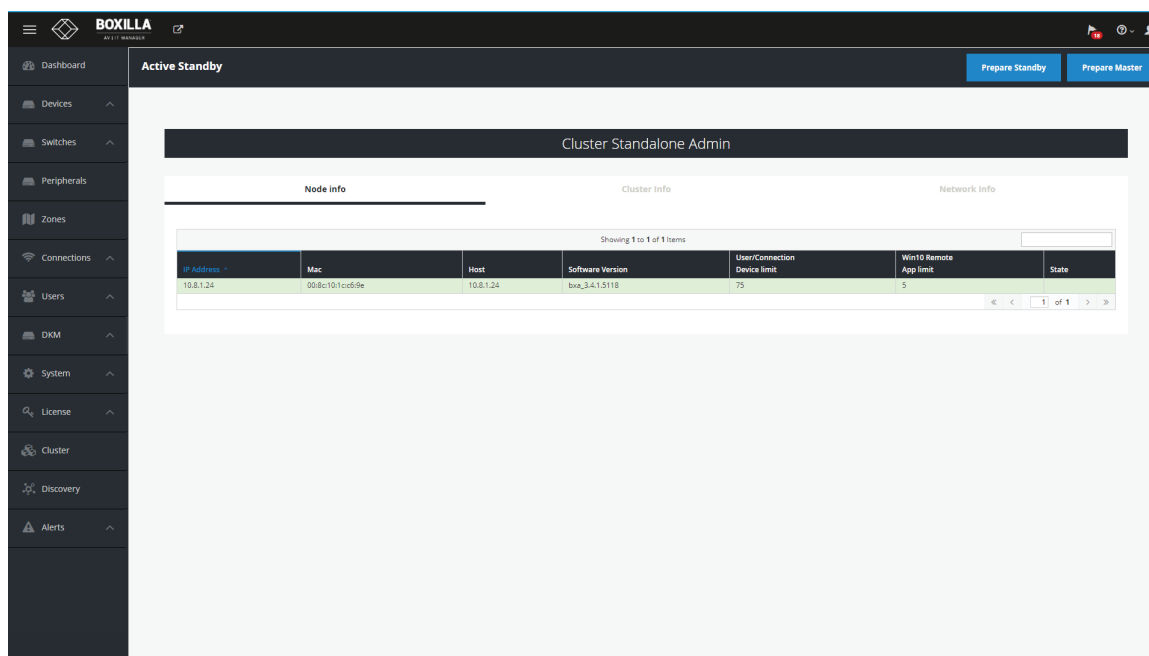 BOXILLA
AV | IT MANAGER
18
Dashboard
Devices
Switches
Peripherals
Zones
Connections
Users
DKM
System
License
Cluster
Discovery
Alerts
Active Standby
Prepare Standby
Prepare Master
Cluster Standalone Admin
Node info
Cluster Info
Network Info
Showing 1 to 1 of 1 Items
IP Address Mac Host Software Version User/Connection Device limit Win10 Remote App limit State
10.8.1.24 00:8c:10:1c:c6:9e 10.8.1.24 bxa_3.4.1.5118 75 5
1 of 1